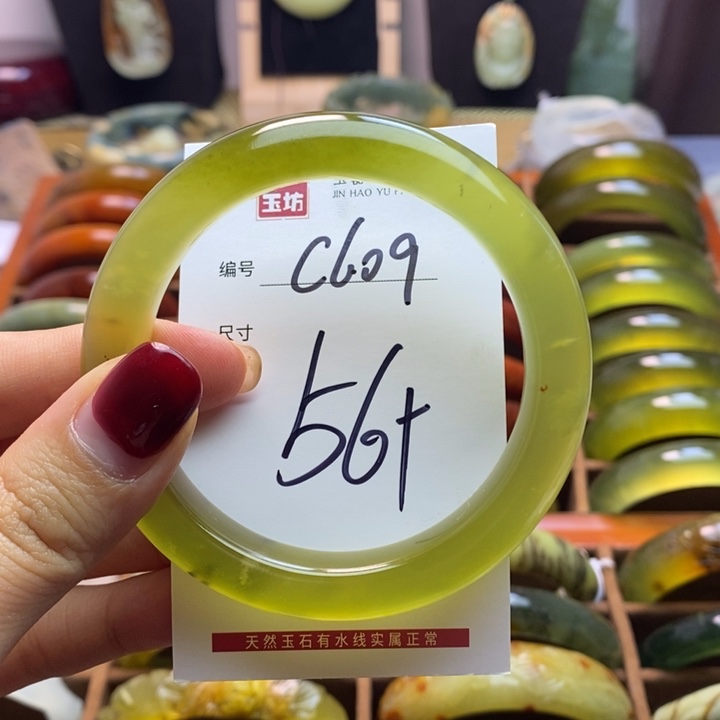 玉坊
JIN HAO YU
编号 C609
尺寸
56+
天然玉石有水线实属正常